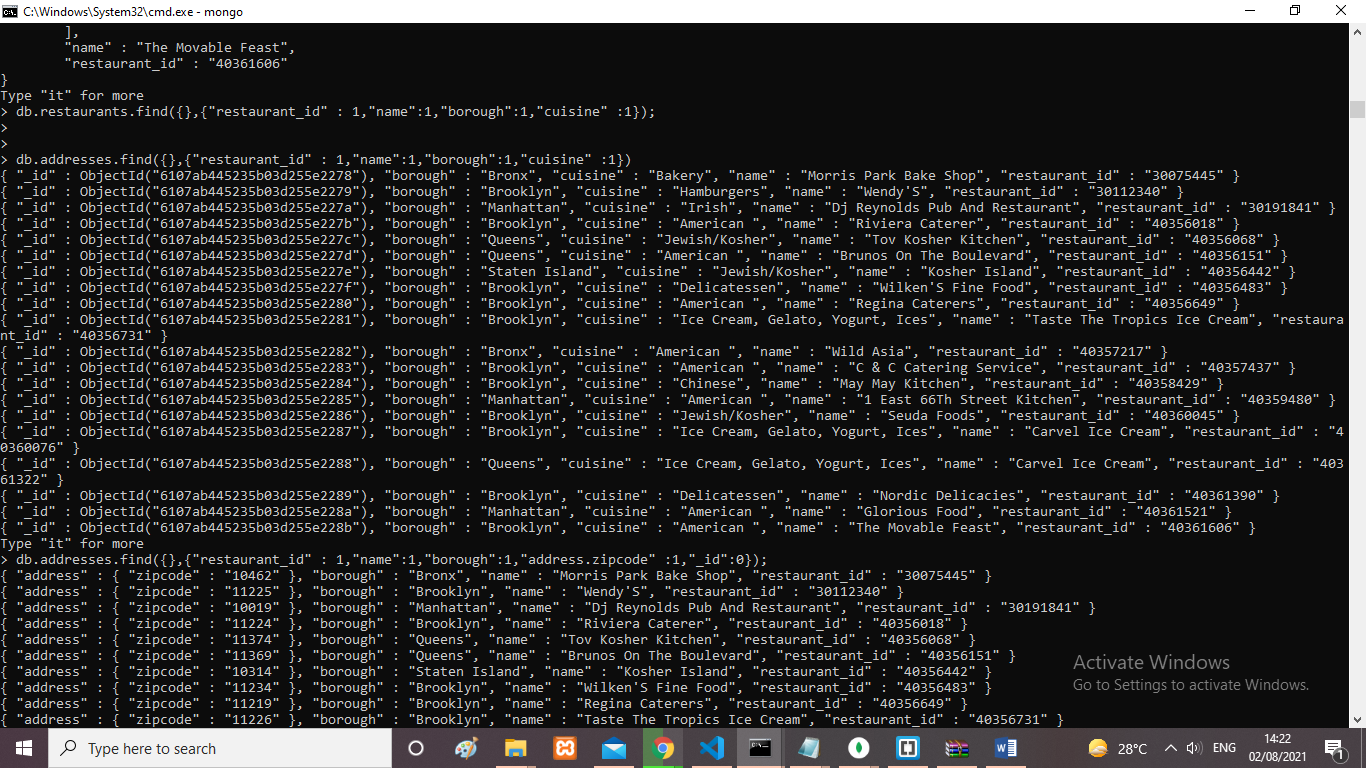 C:\Windows\System32\cmd.exe - mongo
],
"name" : "The Movable Feast",
"restaurant_id" : "40361606"
}
Type "it" for more
> db.restaurants.find({},{"restaurant_id" : 1,"name":1,"borough":1,"cuisine" :1});
>
>
> db.addresses.find({},{"restaurant_id" : 1,"name":1,"borough":1,"cuisine" :1})
{ "_id" : ObjectId("6107ab445235b03d255e2278"), "borough" : "Bronx", "cuisine" : "Bakery", "name" : "Morris Park Bake Shop", "restaurant_id" : "30075445" }
{ "_id" : ObjectId("6107ab445235b03d255e2279"), "borough" : "Brooklyn", "cuisine" : "Hamburgers", "name" : "Wendy'S", "restaurant_id" : "30112340" }
{ "_id" : ObjectId("6107ab445235b03d255e227a"), "borough" : "Manhattan", "cuisine" : "Irish", "name" : "Dj Reynolds Pub And Restaurant", "restaurant_id" : "30191841" }
{ "_id" : ObjectId("6107ab445235b03d255e227b"), "borough" : "Brooklyn", "cuisine" : "American ", "name" : "Riviera Caterer", "restaurant_id" : "40356018" }
{ "_id" : ObjectId("6107ab445235b03d255e227c"), "borough" : "Queens", "cuisine" : "Jewish/Kosher", "name" : "Tov Kosher Kitchen", "restaurant_id" : "40356068" }
{ "_id" : ObjectId("6107ab445235b03d255e227d"), "borough" : "Queens", "cuisine" : "American ", "name" : "Brunos On The Boulevard", "restaurant_id" : "40356151" }
{ "_id" : ObjectId("6107ab445235b03d255e227e"), "borough" : "Staten Island", "cuisine" : "Jewish/Kosher", "name" : "Kosher Island", "restaurant_id" : "40356442" }
{ "_id" : ObjectId("6107ab445235b03d255e227f"), "borough" : "Brooklyn", "cuisine" : "Delicatessen", "name" : "Wilken'S Fine Food", "restaurant_id" : "40356483" }
{ "_id" : ObjectId("6107ab445235b03d255e2280"), "borough" : "Brooklyn", "cuisine" : "American ", "name" : "Regina Caterers", "restaurant_id" : "40356649" }
{ "_id" : ObjectId("6107ab445235b03d255e2281"), "borough" : "Brooklyn", "cuisine" : "Ice Cream, Gelato, Yogurt, Ices", "name" : "Taste The Tropics Ice Cream", "restaura
nt_id" : "40356731" }
{ "_id" : ObjectId("6107ab445235b03d255e2282"), "borough" : "Bronx", "cuisine" : "American ", "name" : "Wild Asia", "restaurant_id" : "40357217" }
{ "_id" : ObjectId("6107ab445235b03d255e2283"), "borough" : "Brooklyn", "cuisine" : "American ", "name" : "C & C Catering Service", "restaurant_id" : "40357437" }
{ "_id" : ObjectId("6107ab445235b03d255e2284"), "borough" : "Brooklyn", "cuisine" : "Chinese", "name" : "May May Kitchen", "restaurant_id" : "40358429" }
{ "_id" : ObjectId("6107ab445235b03d255e2285"), "borough" : "Manhattan", "cuisine" : "American ", "name" : "1 East 66Th Street Kitchen", "restaurant_id" : "40359480" }
{ "_id" : ObjectId("6107ab445235b03d255e2286"), "borough" : "Brooklyn", "cuisine" : "Jewish/Kosher", "name" : "Seuda Foods", "restaurant_id" : "40360045" }
{ "_id" : ObjectId("6107ab445235b03d255e2287"), "borough" : "Brooklyn", "cuisine" : "Ice Cream, Gelato, Yogurt, Ices", "name" : "Carvel Ice Cream", "restaurant_id" : "4
0360076" }
{ "_id" : ObjectId("6107ab445235b03d255e2288"), "borough" : "Queens", "cuisine" : "Ice Cream, Gelato, Yogurt, Ices", "name" : "Carvel Ice Cream", "restaurant_id" : "403
61322" }
{ "_id" : ObjectId("6107ab445235b03d255e2289"), "borough" : "Brooklyn", "cuisine" : "Delicatessen", "name" : "Nordic Delicacies", "restaurant_id" : "40361390" }
{ "_id" : ObjectId("6107ab445235b03d255e228a"), "borough" : "Manhattan", "cuisine" : "American ", "name" : "Glorious Food", "restaurant_id" : "40361521" }
{ "_id" : ObjectId("6107ab445235b03d255e228b"), "borough" : "Brooklyn", "cuisine" : "American ", "name" : "The Movable Feast", "restaurant_id" : "40361606" }
Type "it" for more
> db.addresses.find({},{"restaurant_id" : 1,"name":1,"borough":1,"address.zipcode" :1,"_id":0});
{ "address" : { "zipcode" : "10462" }, "borough" : "Bronx", "name" : "Morris Park Bake Shop", "restaurant_id" : "30075445" }
{ "address" : { "zipcode" : "11225" }, "borough" : "Brooklyn", "name" : "Wendy'S", "restaurant_id" : "30112340" }
{ "address" : { "zipcode" : "10019" }, "borough" : "Manhattan", "name" : "Dj Reynolds Pub And Restaurant", "restaurant_id" : "30191841" }
{ "address" : { "zipcode" : "11224" }, "borough" : "Brooklyn", "name" : "Riviera Caterer", "restaurant_id" : "40356018" }
{ "address" : { "zipcode" : "11374" }, "borough" : "Queens", "name" : "Tov Kosher Kitchen", "restaurant_id" : "40356068" }
{ "address" : { "zipcode" : "11369" }, "borough" : "Queens", "name" : "Brunos On The Boulevard", "restaurant_id" : "40356151" }
{ "address" : { "zipcode" : "10314" }, "borough" : "Staten Island", "name" : "Kosher Island", "restaurant_id" : "40356442" }
{ "address" : { "zipcode" : "11234" }, "borough" : "Brooklyn", "name" : "Wilken'S Fine Food", "restaurant_id" : "40356483" }
{ "address" : { "zipcode" : "11219" }, "borough" : "Brooklyn", "name" : "Regina Caterers", "restaurant_id" : "40356649" }
{ "address" : { "zipcode" : "11226" }, "borough" : "Brooklyn", "name" : "Taste The Tropics Ice Cream", "restaurant_id" : "40356731" }
Activate Windows
Go to Settings to activate Windows.
Type here to search
28°C
ENG
14:22
02/08/2021
1